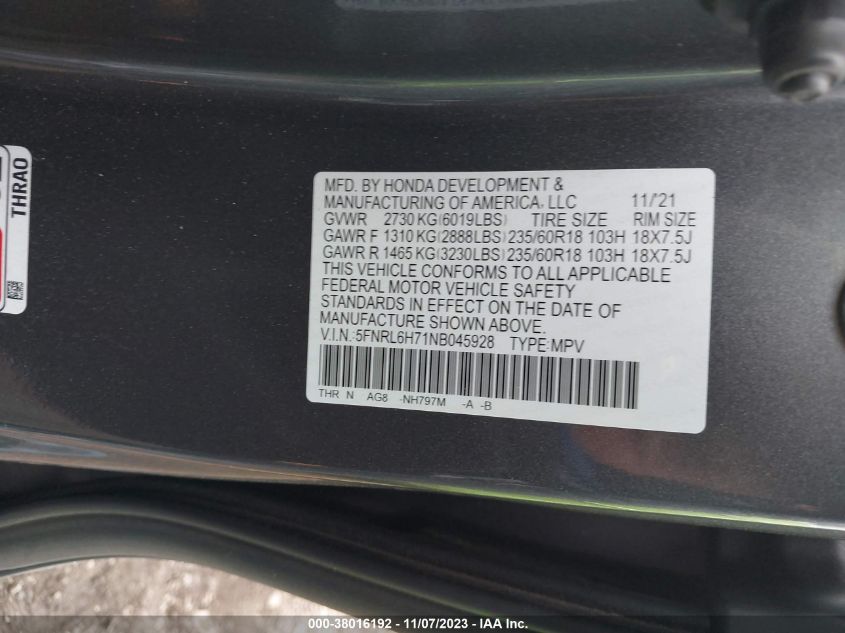 MFD. BY HONDA DEVELOPMENT &
MANUFACTURING OF AMERICA, LLC 11/'21
GVWR 2730 KG(6019LBS) TIRE SIZE RIM SIZE
GAWR F 1310 KG(2888LBS)235/60R18 103H 18X7.5J
GAWR R 1465 KG(3230LBS)235/60R18 103H 18X7.5J
THIS VEHICLE CONFORMS TO ALL APPLICABLE
FEDERAL MOTOR VEHICLE SAFETY
STANDARDS IN EFFECT ON THE DATE OF
MANUFACTURE SHOWN ABOVE.
V.I.N.:5FNRL6H71NB045928 TYPE:MPV
THR N AG8 -NH797M -A -B
THRA0
000-38016192 - 11/07/2023 - IAA Inc.